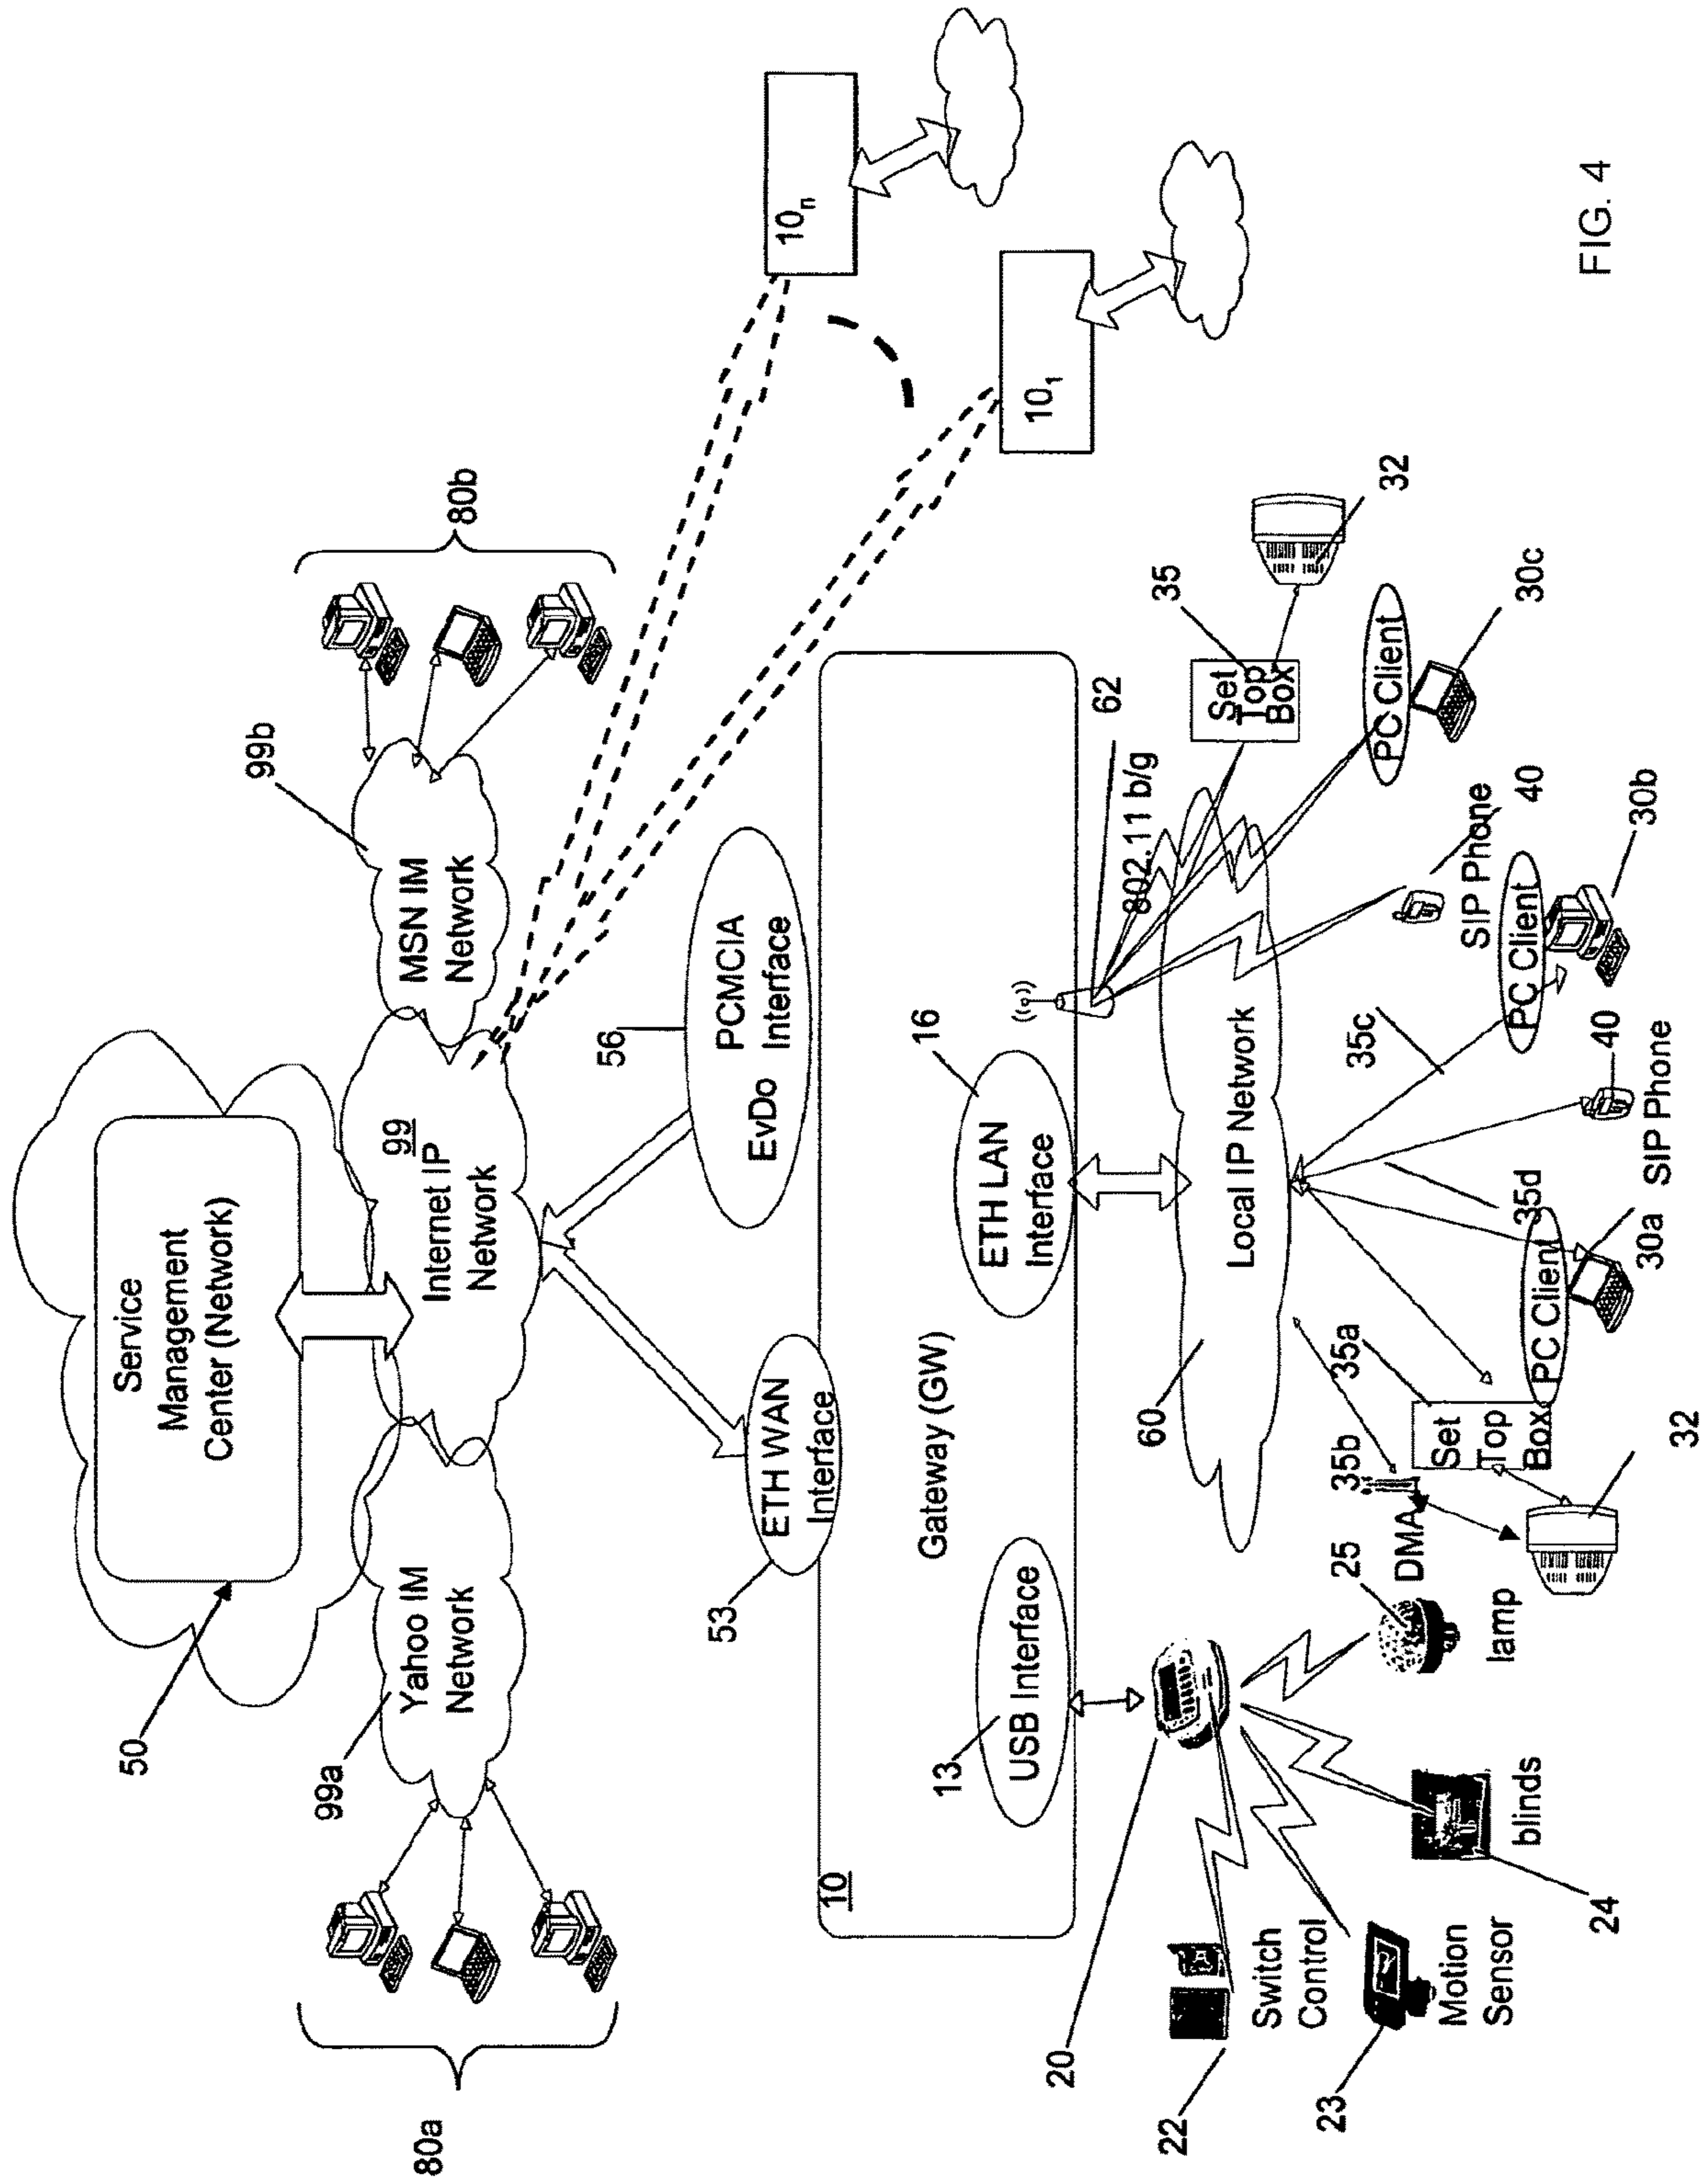 50
Service
Management
Center (Network)
99a
Yahoo IM
Network
99
Internet IP
Network
99b
MSN IM
Network
80a
80b
53
ETH WAN
Interface
56
EvDo
PCMCIA
Interface
10
Gateway (GW)
13
USB Interface
16
ETH LAN
Interface
62
802.11 b/g
10n
101
60
Local IP Network
20
22
Switch
Control
23
Motion
Sensor
24
blinds
25
lamp
35b
DMA
35a
Set
Top
Box
32
PC Client
30a
35d
SIP Phone
40
35c
PC Client
30b
SIP Phone
40
PC Client
30c
35
Set
Top
Box
32
FIG. 4